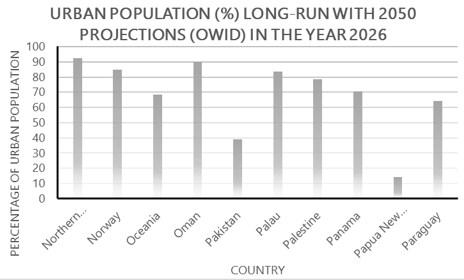 URBAN POPULATION (%) LONG-RUN WITH 2050
PROJECTIONS (OWID) IN THE YEAR 2026
PERCENTAGE OF URBAN POPULATION
100
90
80
70
60
50
40
30
20
10
0
Northern...
Norway
Oceania
Oman
Pakistan
Palau
Palestine
Panama
Papua New...
Paraguay
COUNTRY